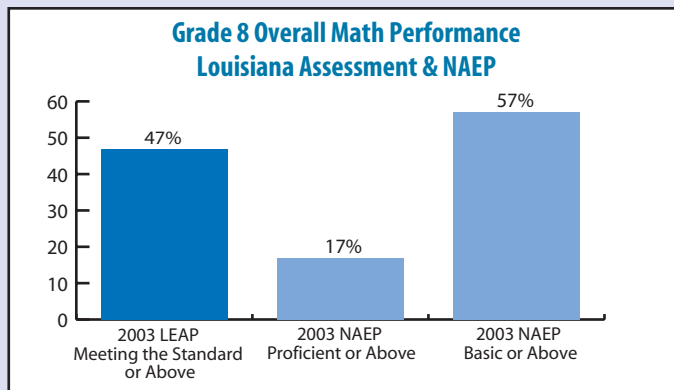 Grade 8 Overall Math Performance
Louisiana Assessment & NAEP
60
50
40
30
20
10
0
47%
17%
57%
2003 LEAP
Meeting the Standard
or Above
2003 NAEP
Proficient or Above
2003 NAEP
Basic or Above